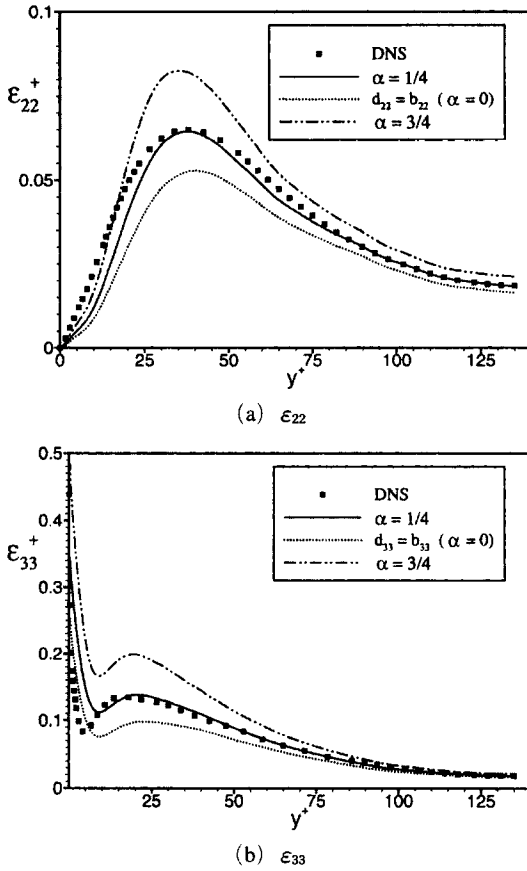 0.1
ε22+
DNS
α = 1/4
d22 = b22 ( α = 0)
α = 3/4
0.05
0
0 25 50 75 100 125
y+
(a) ε22
0.5
ε33+
DNS
α = 1/4
d33 = b33 ( α = 0)
α = 3/4
0.4
0.3
0.2
0.1
0
25 50 75 100 125
y+
(b) ε33